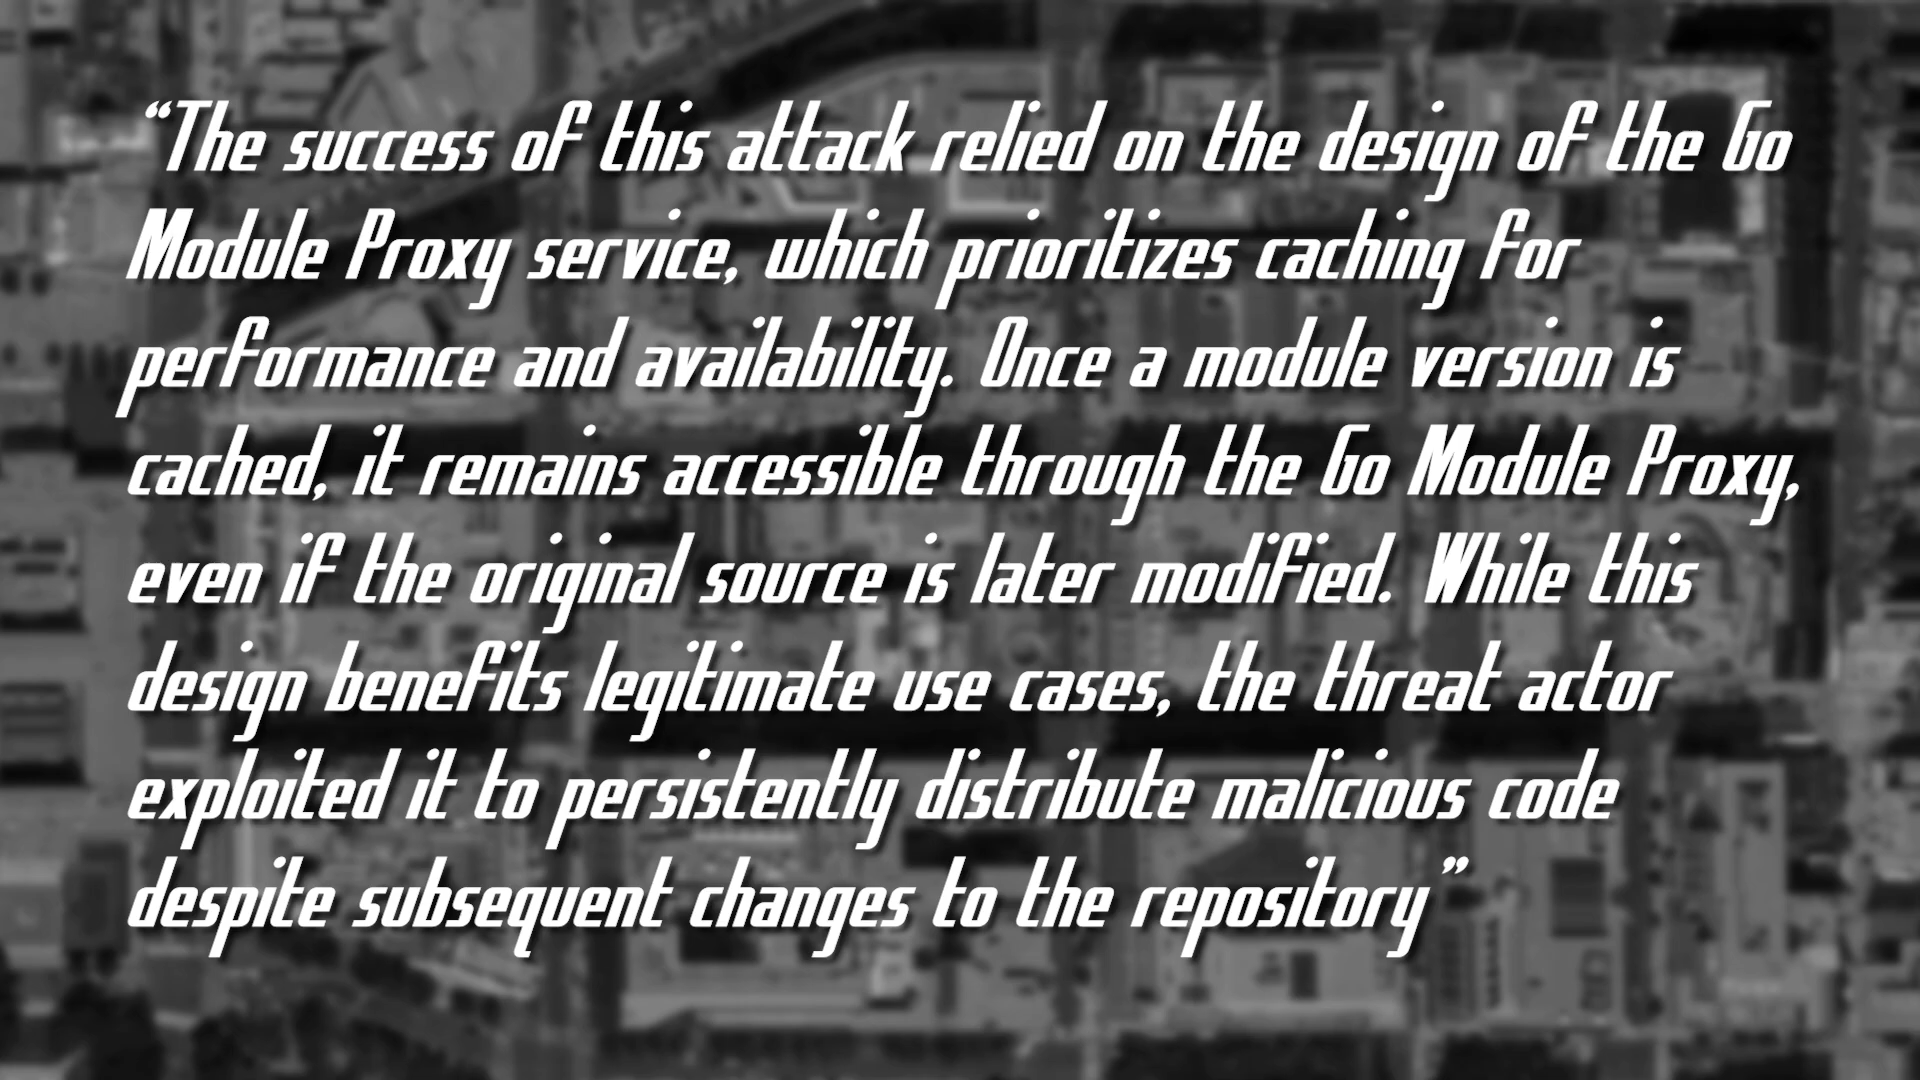 “The success of this attack relied on the design of the Go
Module Proxy service, which prioritizes caching for
performance and availability. Once a module version is
cached, it remains accessible through the Go Module Proxy,
even if the original source is later modified. While this
design benefits legitimate use cases, the threat actor
exploited it to persistently distribute malicious code
despite subsequent changes to the repository”